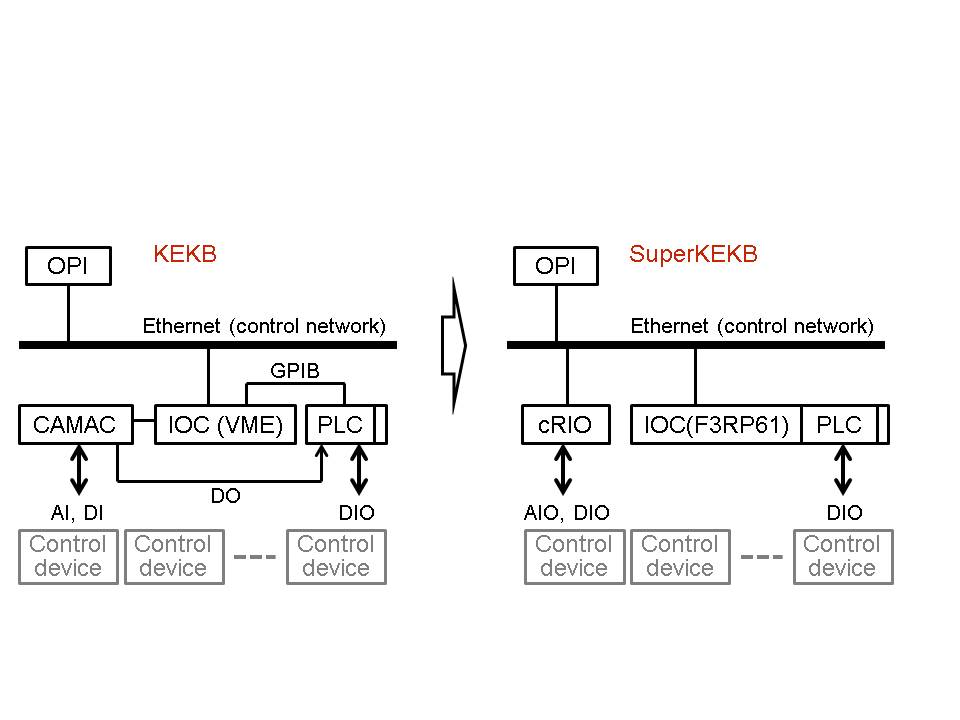 KEKB
OPI
Ethernet (control network)
GPIB
CAMAC
IOC (VME)
PLC
DO
AI, DI
DIO
Control
device
Control
device
Control
device
SuperKEKB
OPI
Ethernet (control network)
cRIO
IOC(F3RP61)
PLC
AIO, DIO
DIO
Control
device
Control
device
Control
device